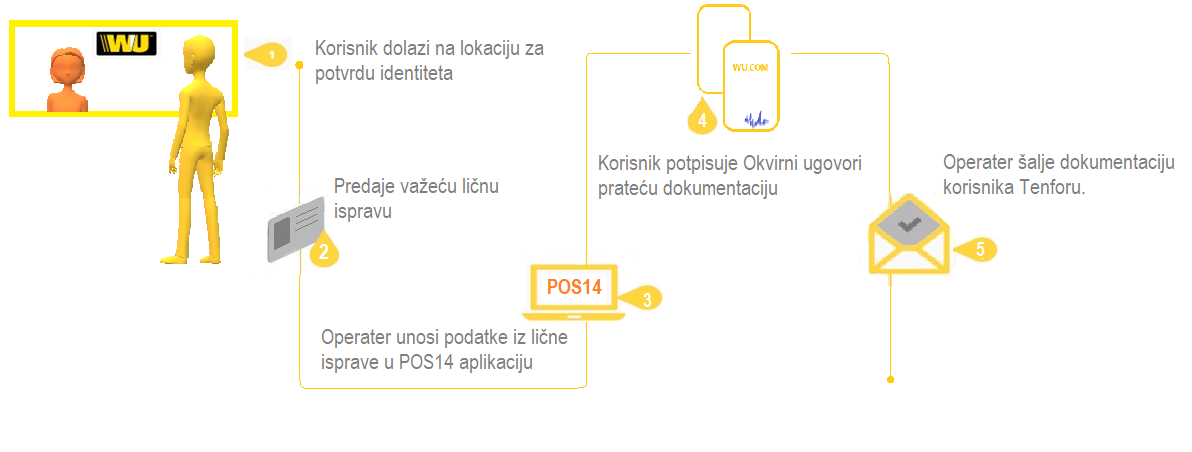 WU
1
Korisnik dolazi na lokaciju za
potvrdu identiteta
Predaje važeću ličnu
ispravu
2
Operater unosi podatke iz lične
isprave u POS14 aplikaciju
POS14
3
WU.COM
4
Korisnik potpisuje Okvirni ugovori
prateću dokumentaciju
Operater šalje dokumentaciju
korisnika Tenforu.
5